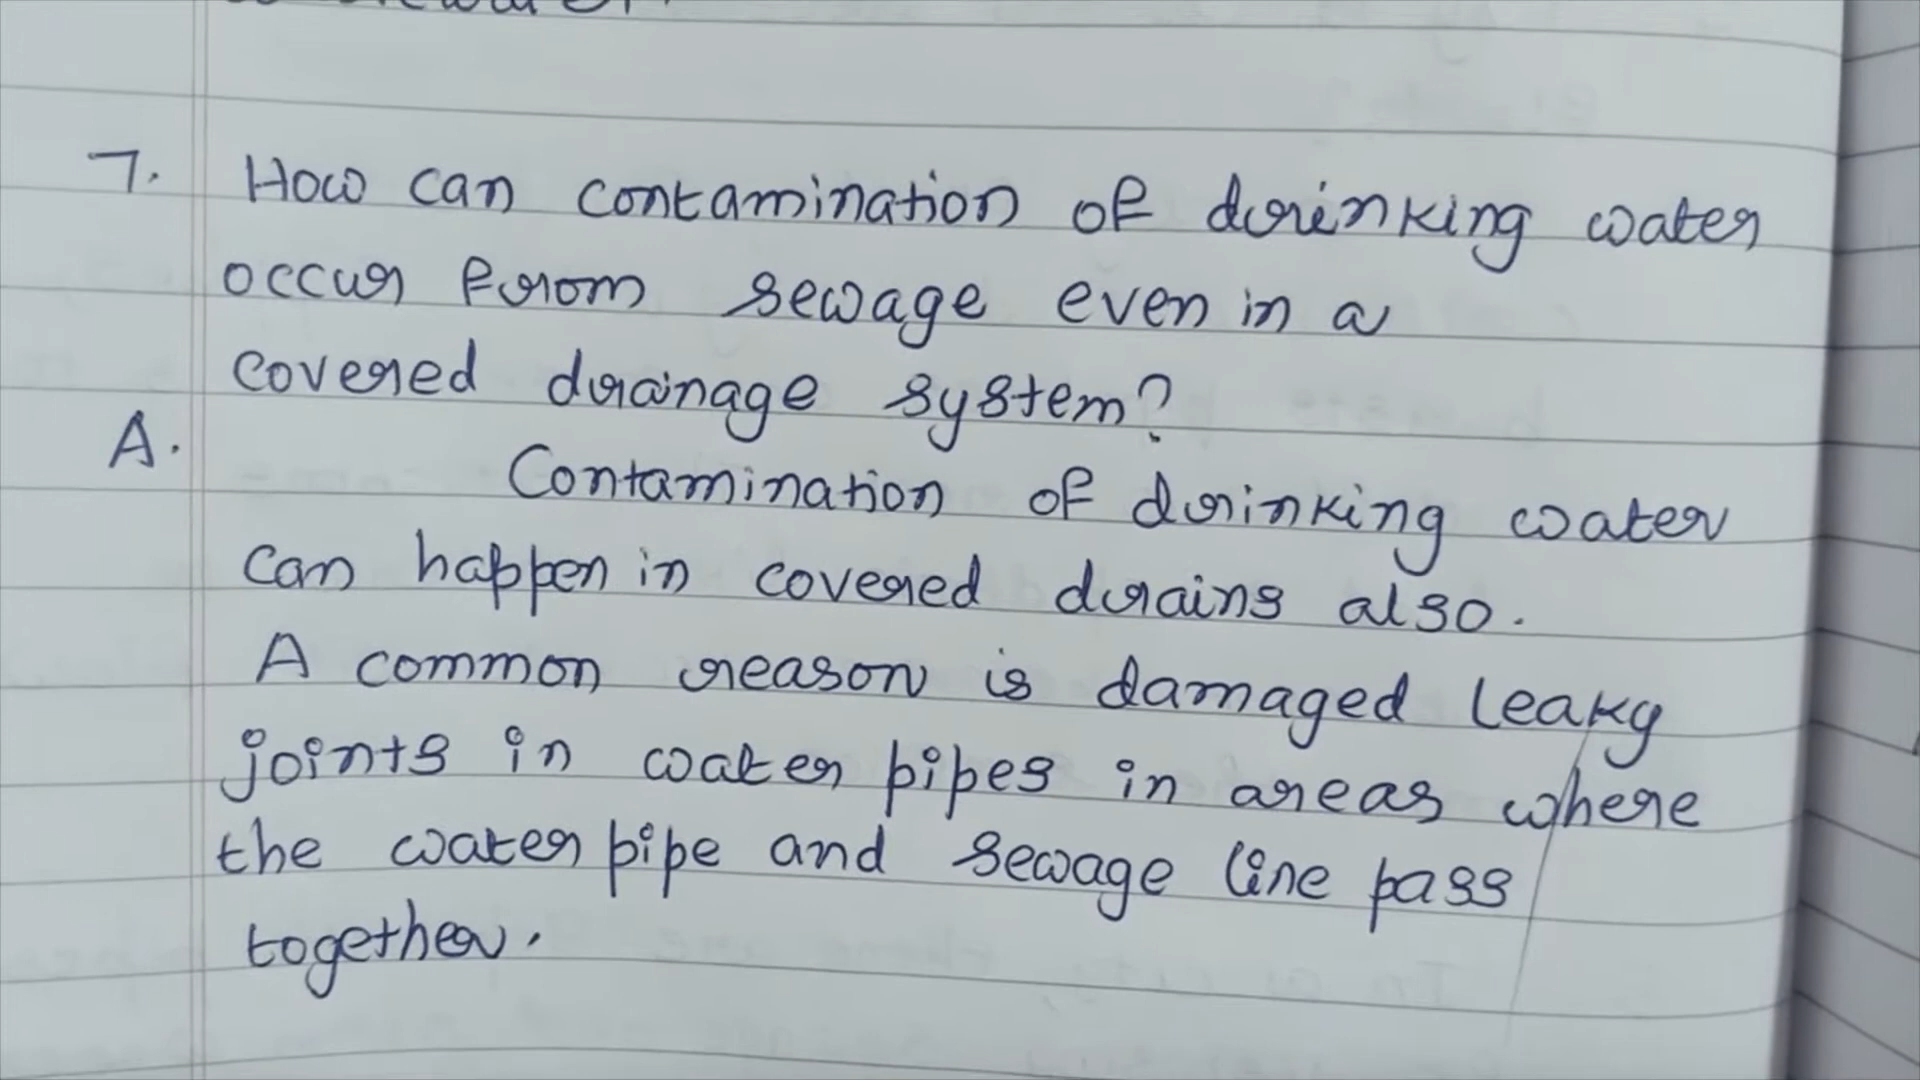 7. How can contamination of drinking water
occur from sewage even in a
covered drainage system?
A. Contamination of drinking water
can happen in covered drains also.
A common reason is damaged leaky
joints in water pipes in areas where
the water pipe and sewage line pass
together.